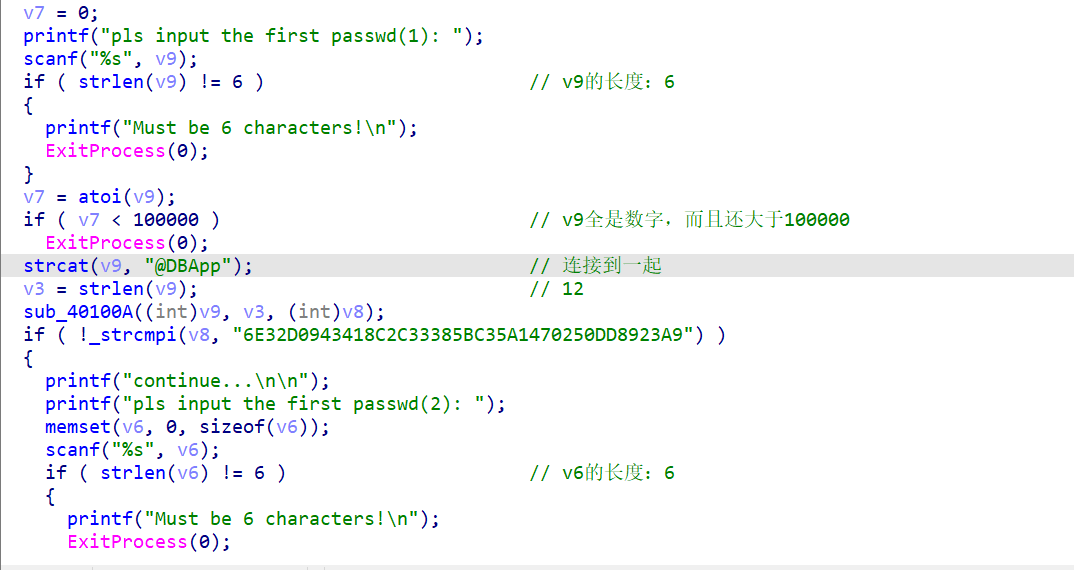 v7 = 0;
printf("pls input the first passwd(1): ");
scanf("%s", v9);
if ( strlen(v9) != 6 ) // v9的长度：6
{
printf("Must be 6 characters!\n");
ExitProcess(0);
}
v7 = atoi(v9);
if ( v7 < 100000 ) // v9全是数字，而且还大于100000
ExitProcess(0);
strcat(v9, "@DBApp"); // 连接到一起
v3 = strlen(v9); // 12
sub_40100A((int)v9, v3, (int)v8);
if ( !_strcmpi(v8, "6E32D0943418C2C33385BC35A1470250DD8923A9") )
{
printf("continue...\n\n");
printf("pls input the first passwd(2): ");
memset(v6, 0, sizeof(v6));
scanf("%s", v6);
if ( strlen(v6) != 6 ) // v6的长度：6
{
printf("Must be 6 characters!\n");
ExitProcess(0);